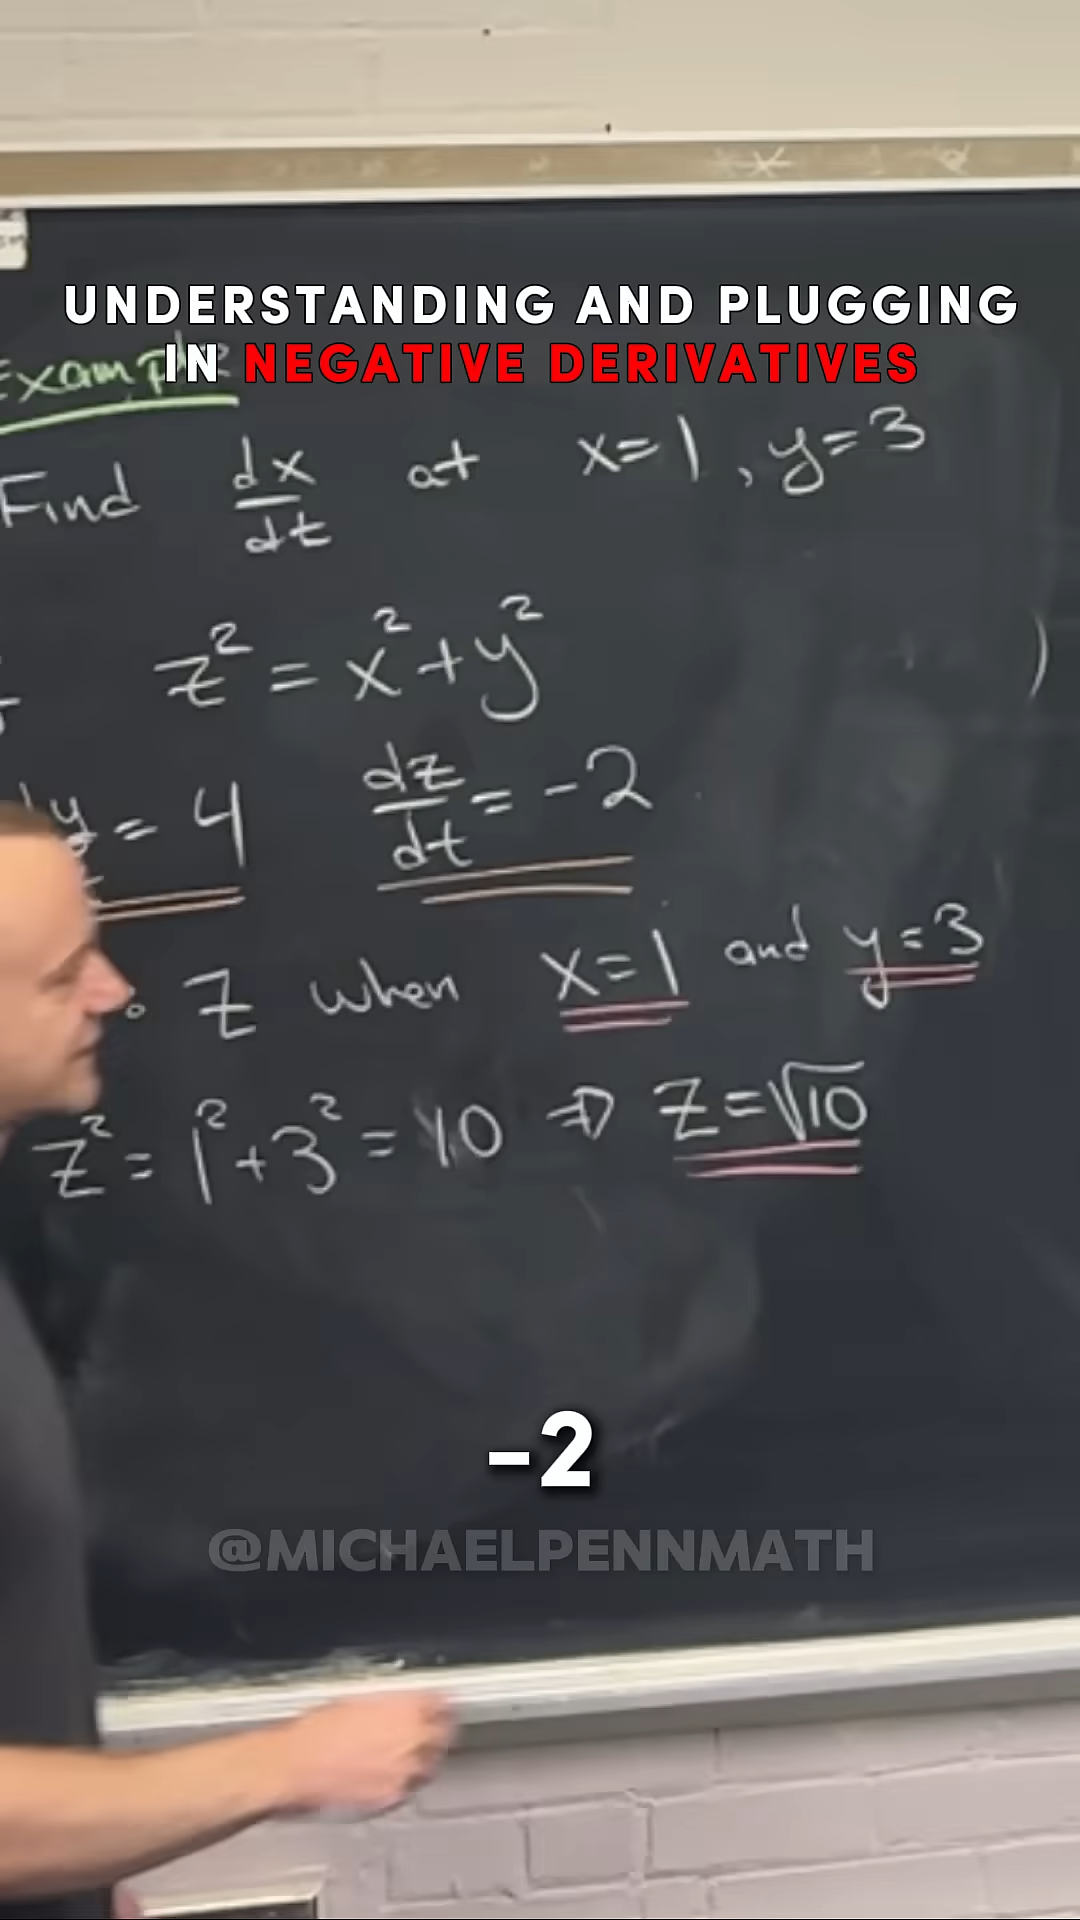 UNDERSTANDING AND PLUGGING
IN NEGATIVE DERIVATIVES
Example
Find dx/dt at x=1, y=3
z² = x² + y²
y = 4 dz/dt = -2
z when x=1 and y=3
z² = 1² + 3² = 10 ⇒ z = √10
-2
@MICHAELPENNMATH